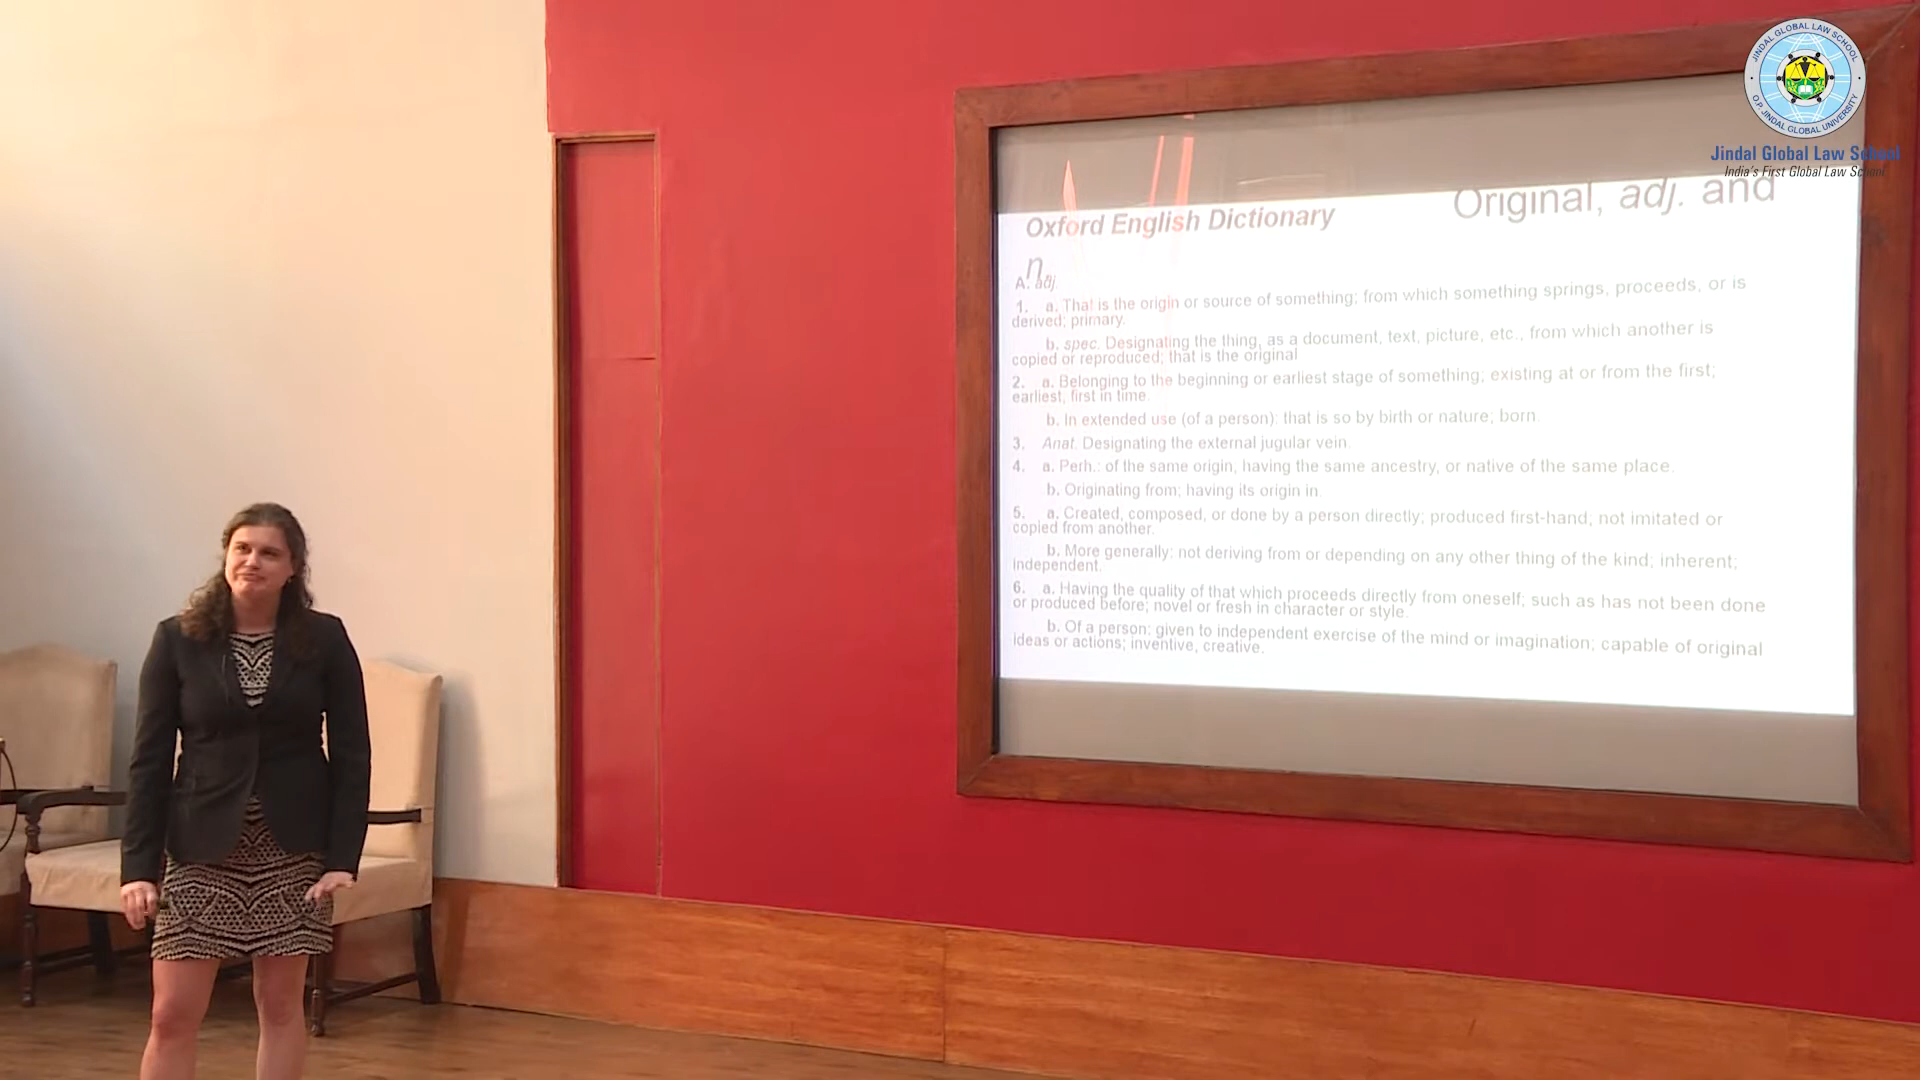 JINDAL GLOBAL LAW SCHOOL
O.P. JINDAL GLOBAL UNIVERSITY
Jindal Global Law School
India's First Global Law School
Oxford English Dictionary Original, adj. and
n.
A. adj.
1. a. That is the origin or source of something; from which something springs, proceeds, or is
derived; primary.
b. spec. Designating the thing, as a document, text, picture, etc., from which another is
copied or reproduced; that is the original
2. a. Belonging to the beginning or earliest stage of something; existing at or from the first;
earliest, first in time.
b. In extended use (of a person): that is so by birth or nature; born.
3. Anat. Designating the external jugular vein.
4. a. Perh.: of the same origin, having the same ancestry, or native of the same place.
b. Originating from; having its origin in.
5. a. Created, composed, or done by a person directly; produced first-hand, not imitated or
copied from another.
b. More generally: not deriving from or depending on any other thing of the kind; inherent;
independent.
6. a. Having the quality of that which proceeds directly from oneself; such as has not been done
or produced before; novel or fresh in character or style.
b. Of a person: given to independent exercise of the mind or imagination; capable of original
ideas or actions; inventive, creative.